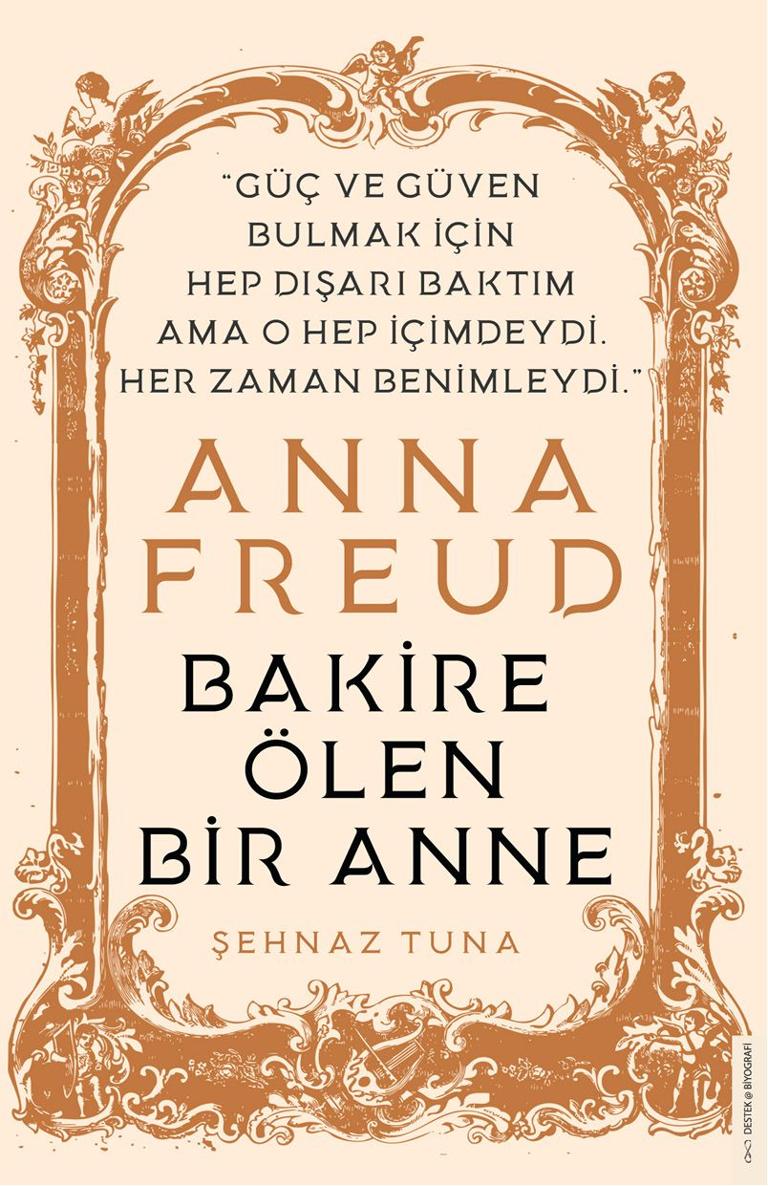 “GÜÇ VE GÜVEN
BULMAK İÇİN
HEP DIŞARI BAKTIM
AMA O HEP İÇİMDEYDİ.
HER ZAMAN BENİMLEYDİ.”
ANNA
FREUD
BAKİRE
ÖLEN
BİR ANNE
ŞEHNAZ TUNA
DESTEK @ BİYOGRAFİ